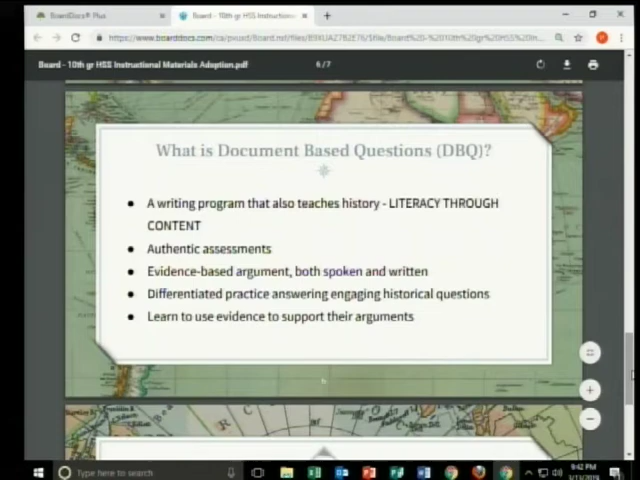 BoardDocs® Plus
Board - 10th gr HSS Instruction
Board - 10th gr HSS Instructional Materials Adoption.pdf
6 / 7
What is Document Based Questions (DBQ)?
● A writing program that also teaches history - LITERACY THROUGH
CONTENT
● Authentic assessments
● Evidence-based argument, both spoken and written
● Differentiated practice answering engaging historical questions
● Learn to use evidence to support their arguments
Type here to search
9:42 PM